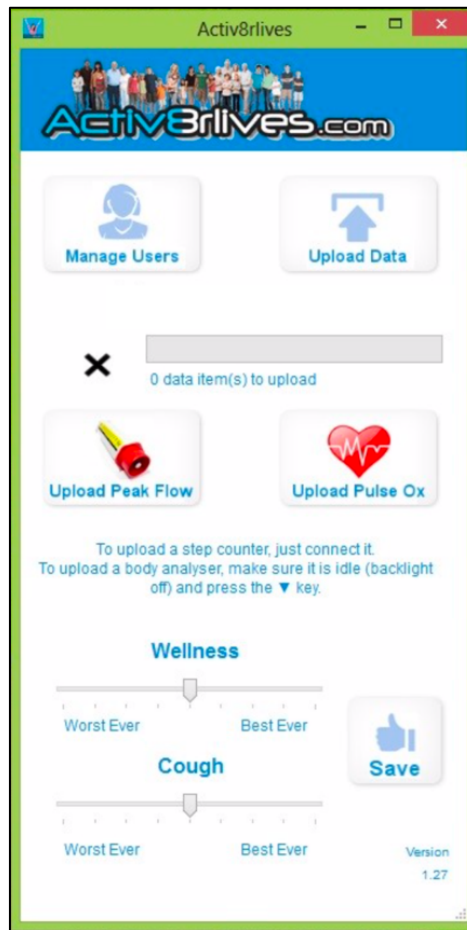 Activ8rlives
Activ8rlives.com
Manage Users
Upload Data
0 data item(s) to upload
Upload Peak Flow
Upload Pulse Ox
To upload a step counter, just connect it.
To upload a body analyser, make sure it is idle (backlight
off) and press the ▼ key.
Wellness
Worst Ever
Best Ever
Cough
Save
Worst Ever
Best Ever
Version
1.27